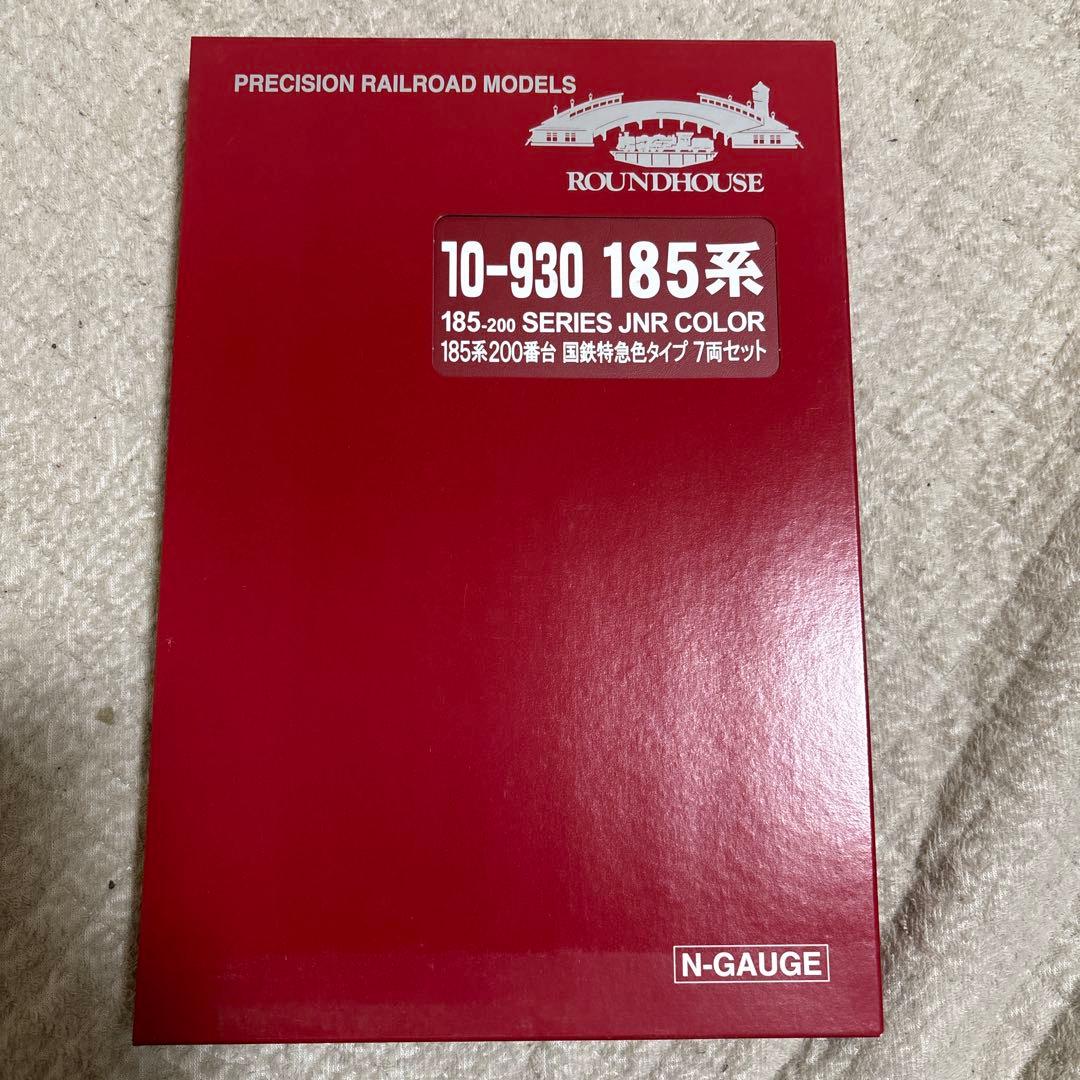 PRECISION RAILROAD MODELS
ROUNDHOUSE
10-930 185系
185-200 SERIES JNR COLOR
185系200番台 国鉄特急色タイプ 7両セット
N-GAUGE